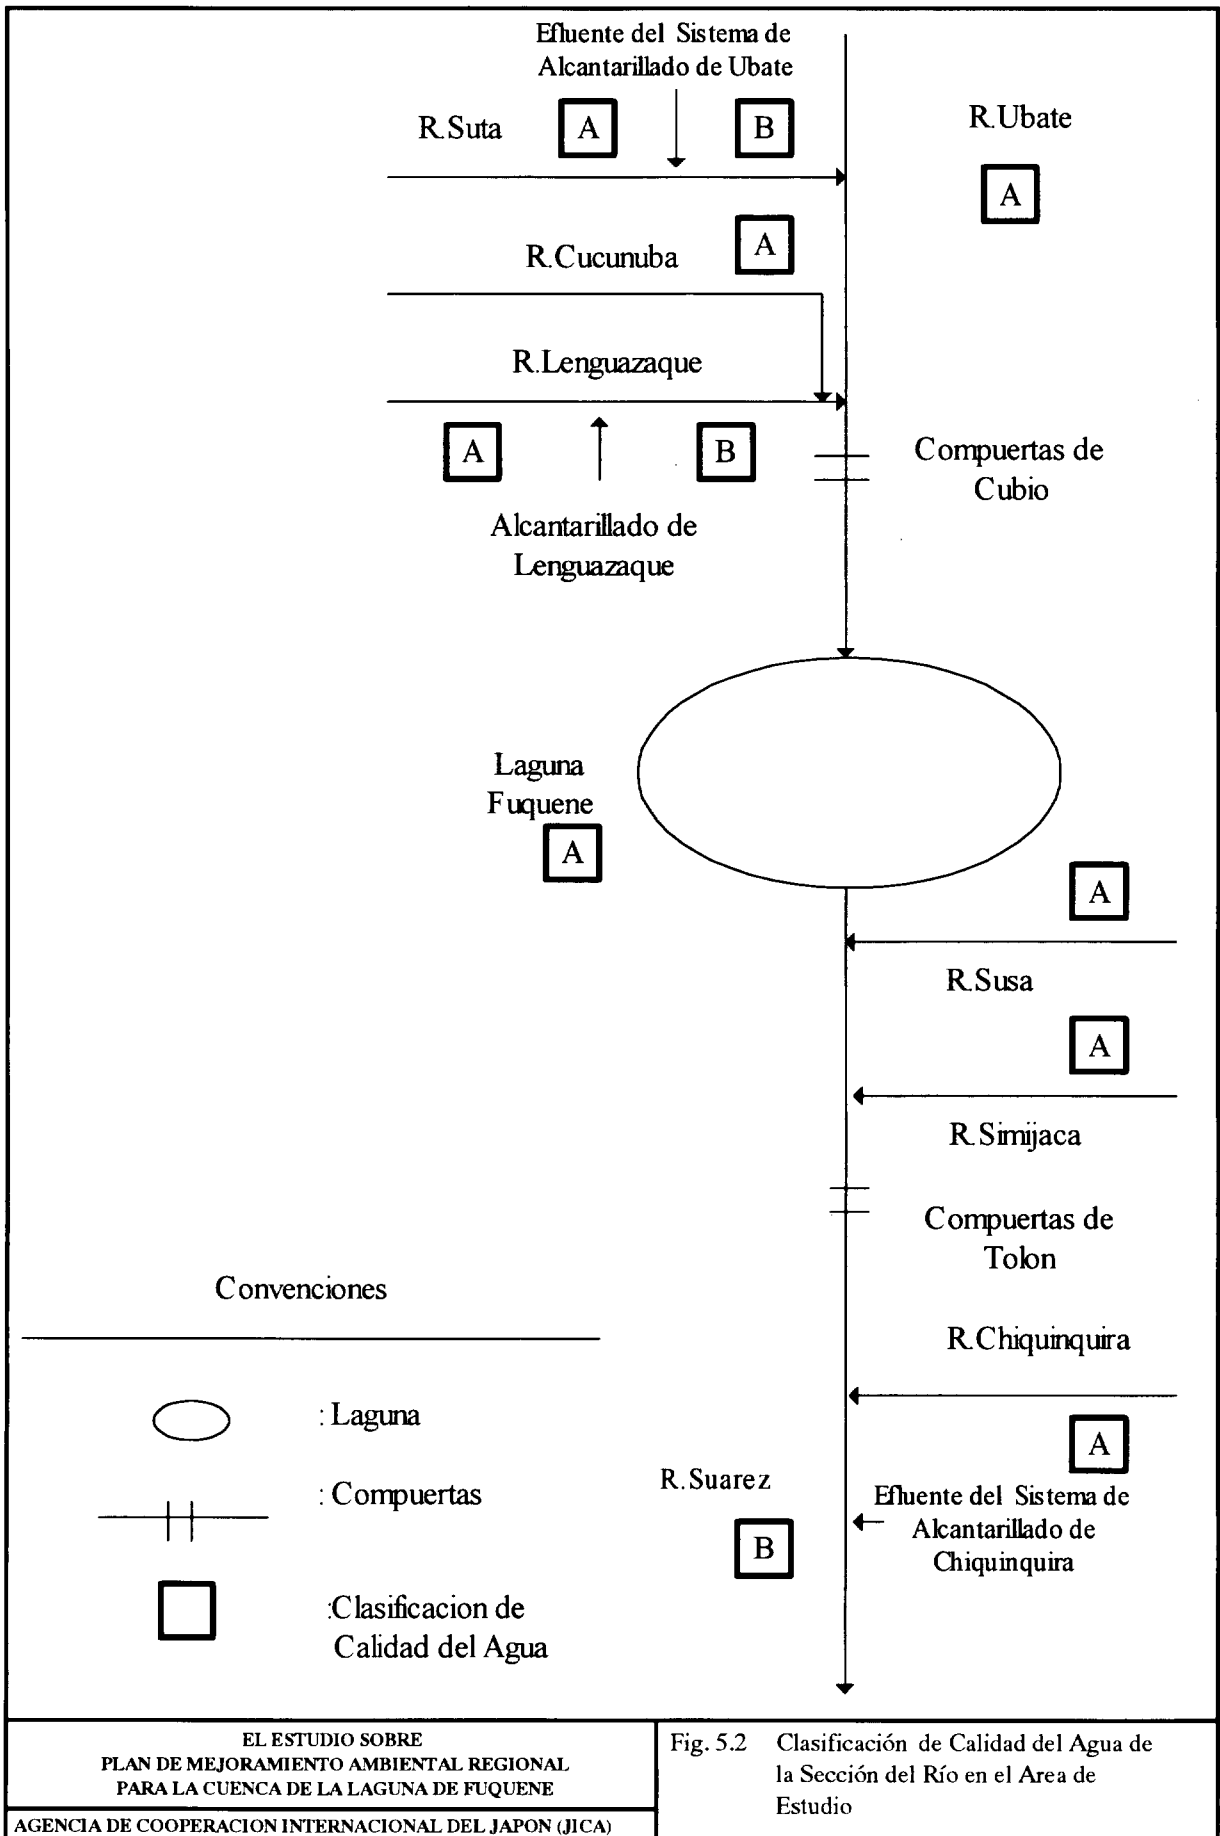 Efluente del Sistema de
Alcantarillado de Ubate
R.Suta
A
B
R.Ubate
A
R.Cucunuba
A
R.Lenguazaque
A
B
Compuertas de
Cubio
Alcantarillado de
Lenguazaque
Laguna
Fuquene
A
A
R.Susa
A
R.Simijaca
Compuertas de
Tolon
Convenciones
R.Chiquinquira
: Laguna
A
R.Suarez
: Compuertas
Efluente del Sistema de
Alcantarillado de
Chiquinquira
B
:Clasificacion de
Calidad del Agua
EL ESTUDIO SOBRE
PLAN DE MEJORAMIENTO AMBIENTAL REGIONAL
PARA LA CUENCA DE LA LAGUNA DE FUQUENE
AGENCIA DE COOPERACION INTERNACIONAL DEL JAPON (JICA)
Fig. 5.2 Clasificación de Calidad del Agua de
la Sección del Río en el Area de
Estudio